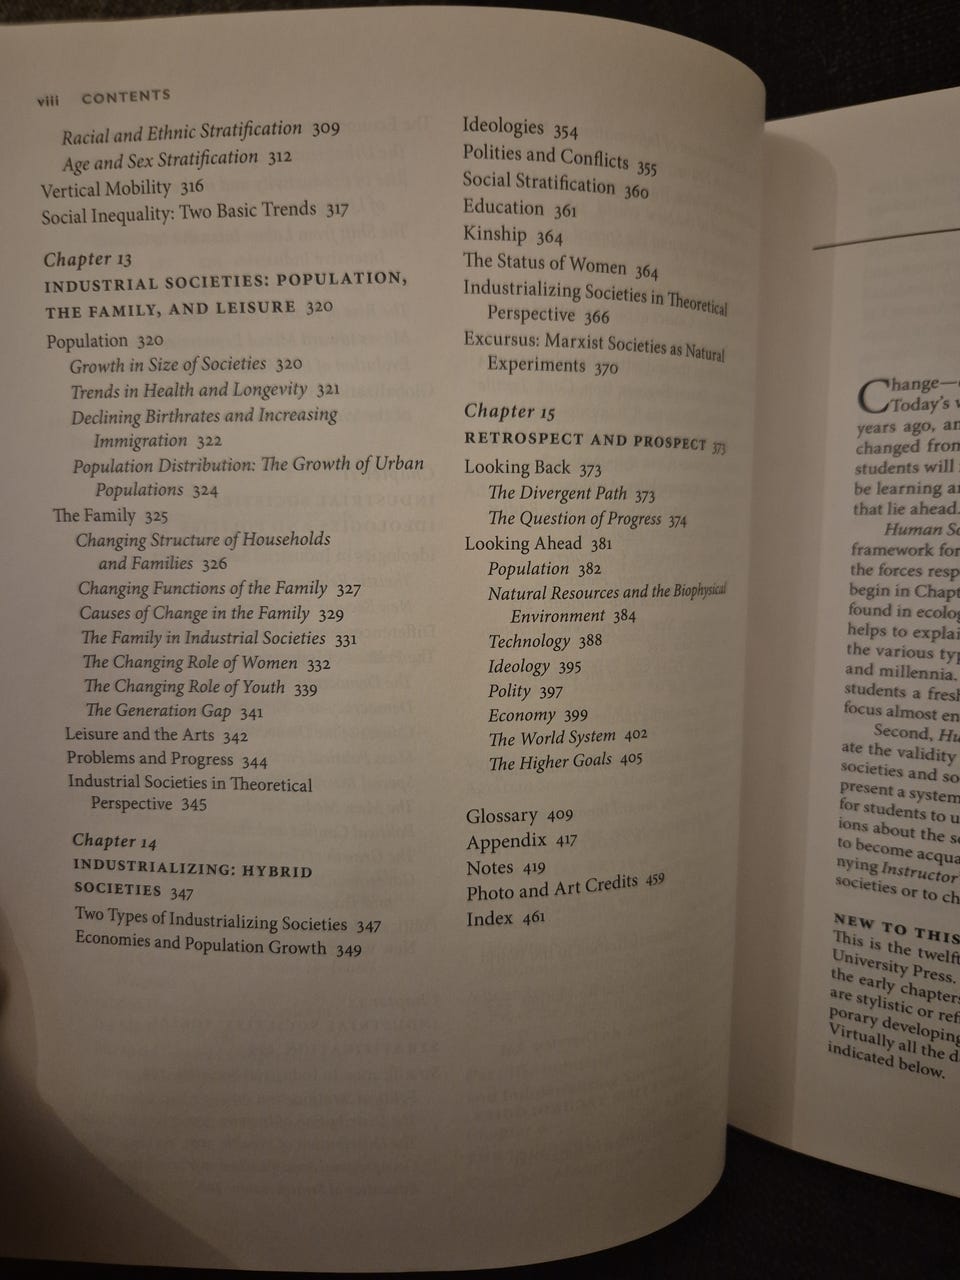 viii CONTENTS
Racial and Ethnic Stratification 309
Age and Sex Stratification 312
Vertical Mobility 316
Social Inequality: Two Basic Trends 317
Chapter 13
INDUSTRIAL SOCIETIES: POPULATION,
THE FAMILY, AND LEISURE 320
Population 320
Growth in Size of Societies 320
Trends in Health and Longevity 321
Declining Birthrates and Increasing
Immigration 322
Population Distribution: The Growth of Urban
Populations 324
The Family 325
Changing Structure of Households
and Families 326
Changing Functions of the Family 327
Causes of Change in the Family 329
The Family in Industrial Societies 331
The Changing Role of Women 332
The Changing Role of Youth 339
The Generation Gap 341
Leisure and the Arts 342
Problems and Progress 344
Industrial Societies in Theoretical
Perspective 345
Chapter 14
INDUSTRIALIZING: HYBRID
SOCIETIES 347
Two Types of Industrializing Societies 347
Economies and Population Growth 349
Ideologies 354
Polities and Conflicts 355
Social Stratification 360
Education 361
Kinship 364
The Status of Women 364
Industrializing Societies in Theoretical
Perspective 366
Excursus: Marxist Societies as Natural
Experiments 370
Chapter 15
RETROSPECT AND PROSPECT 373
Looking Back 373
The Divergent Path 373
The Question of Progress 374
Looking Ahead 381
Population 382
Natural Resources and the Biophysical
Environment 384
Technology 388
Ideology 395
Polity 397
Economy 399
The World System 402
The Higher Goals 405
Glossary 409
Appendix 417
Notes 419
Photo and Art Credits 459
Index 461
Change—
Today's
years ago,
changed from
students will
be learning
that lie ahead.
Human
framework for
the forces
begin in
found in
helps to
the various
and millennia.
students a
focus almost
Second,
ate the validity
societies and
present a system
for students to
ions about the
to become
nying Instructor
societies or to
NEW TO THIS
This is the
University Press.
the early chapters
are stylistic or
porary developing
Virtually all the
indicated below.